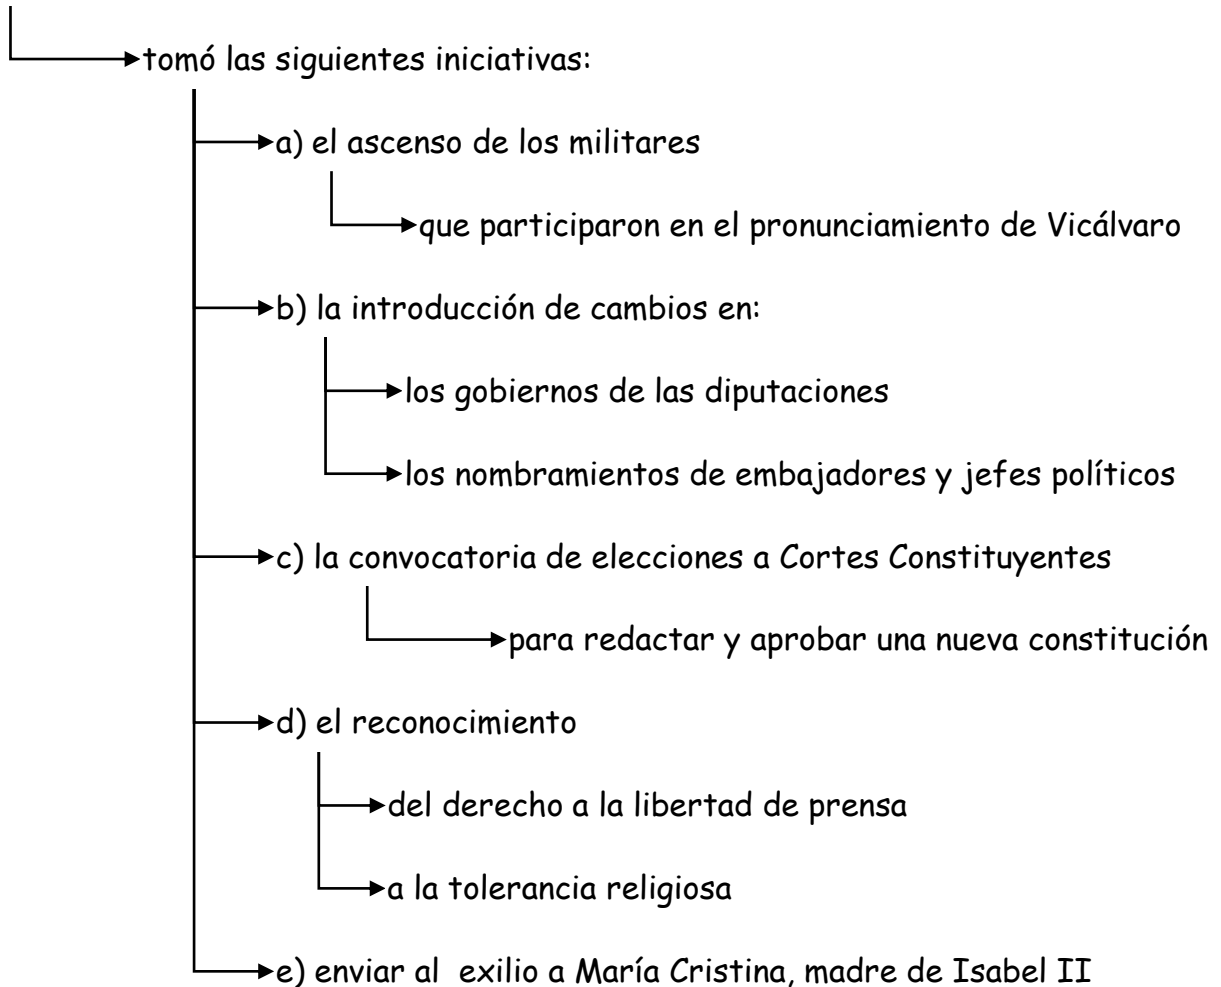 tomó las siguientes iniciativas:
a) el ascenso de los militares
que participaron en el pronunciamiento de Vicálvaro
b) la introducción de cambios en:
los gobiernos de las diputaciones
los nombramientos de embajadores y jefes políticos
c) la convocatoria de elecciones a Cortes Constituyentes
para redactar y aprobar una nueva constitución
d) el reconocimiento
del derecho a la libertad de prensa
a la tolerancia religiosa
e) enviar al  exilio a María Cristina, madre de Isabel II